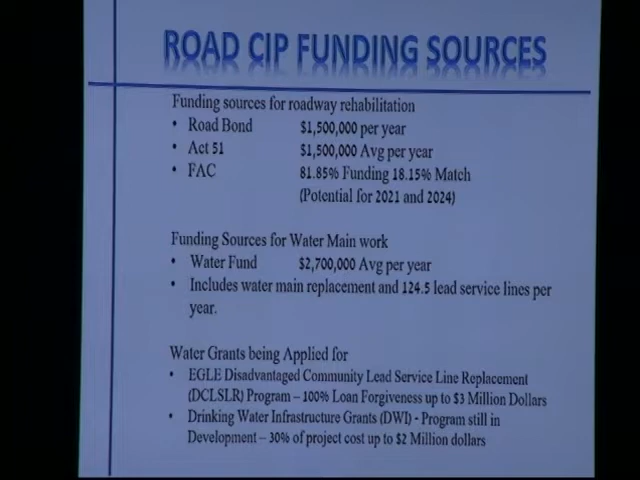 ROAD CIP FUNDING SOURCES
Funding sources for roadway rehabilitation
• Road Bond $1,500,000 per year
• Act 51 $1,500,000 Avg per year
• FAC 81.85% Funding 18.15% Match
(Potential for 2021 and 2024)
Funding Sources for Water Main work
• Water Fund $2,700,000 Avg per year
• Includes water main replacement and 124.5 lead service lines per
year.
Water Grants being Applied for
• EGLE Disadvantaged Community Lead Service Line Replacement
(DCLSLR) Program – 100% Loan Forgiveness up to $3 Million Dollars
• Drinking Water Infrastructure Grants (DWI) - Program still in
Development – 30% of project cost up to $2 Million dollars